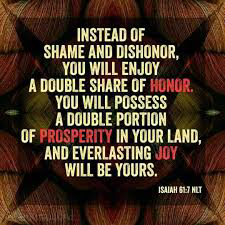 INSTEAD OF
SHAME AND DISHONOR,
YOU WILL ENJOY
A DOUBLE SHARE OF HONOR.
YOU WILL POSSESS
A DOUBLE PORTION
OF PROSPERITY IN YOUR LAND,
AND EVERLASTING JOY
WILL BE YOURS.
ISAIAH 61:7 NLT